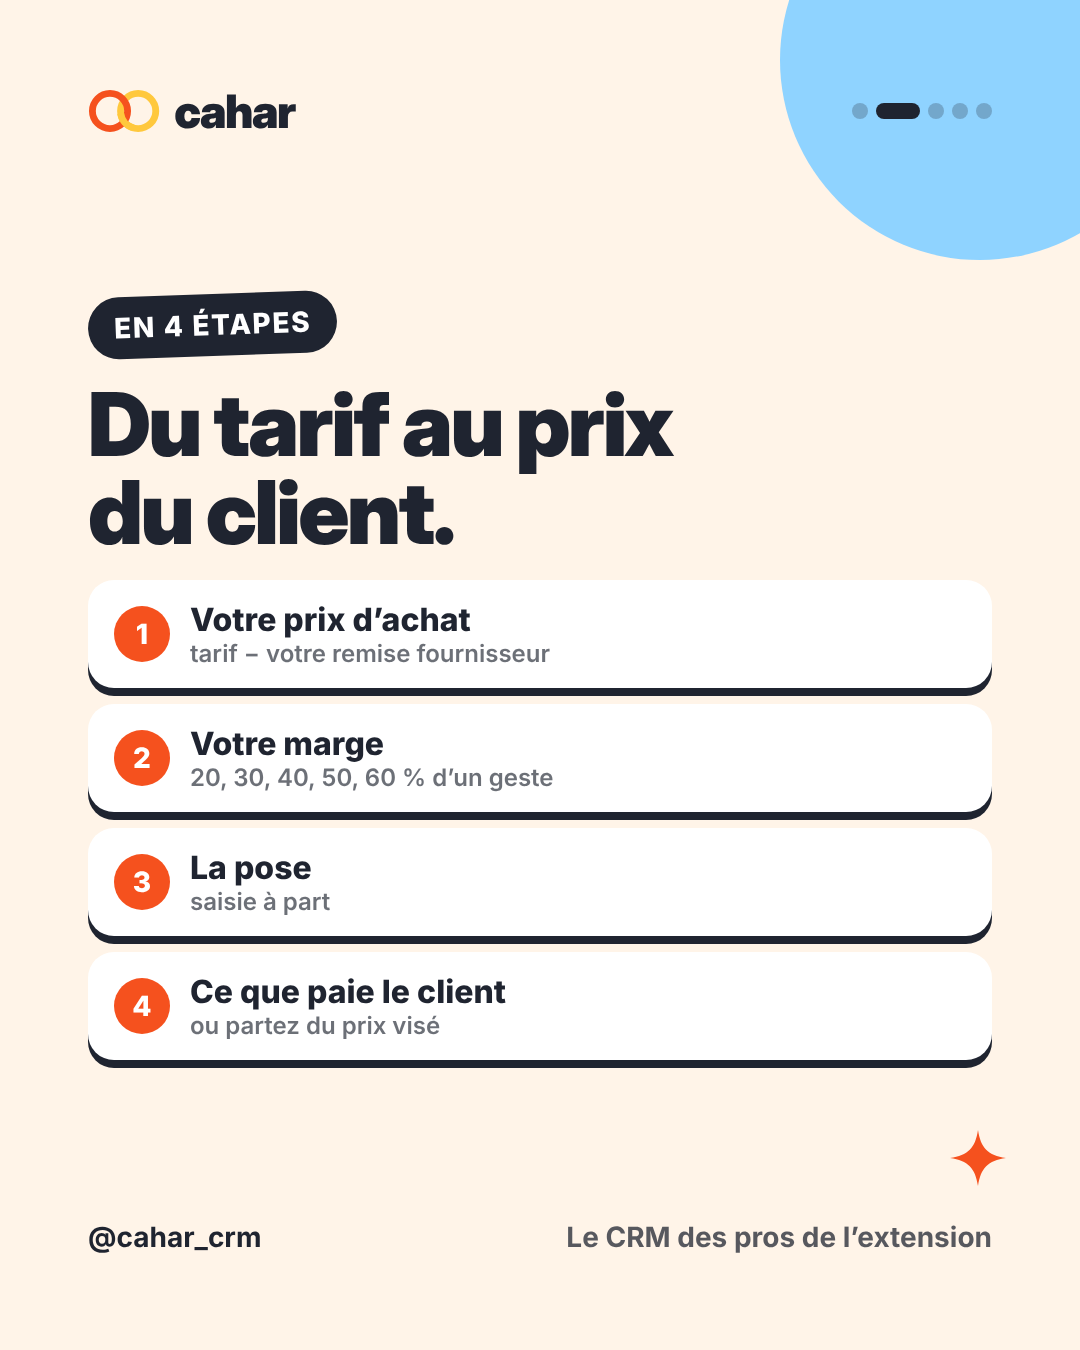 cahar
EN 4 ÉTAPES
Du tarif au prix
du client.
1
Votre prix d’achat
tarif – votre remise fournisseur
2
Votre marge
20, 30, 40, 50, 60 % d’un geste
3
La pose
saisie à part
4
Ce que paie le client
ou partez du prix visé
@cahar_crm
Le CRM des pros de l’extension